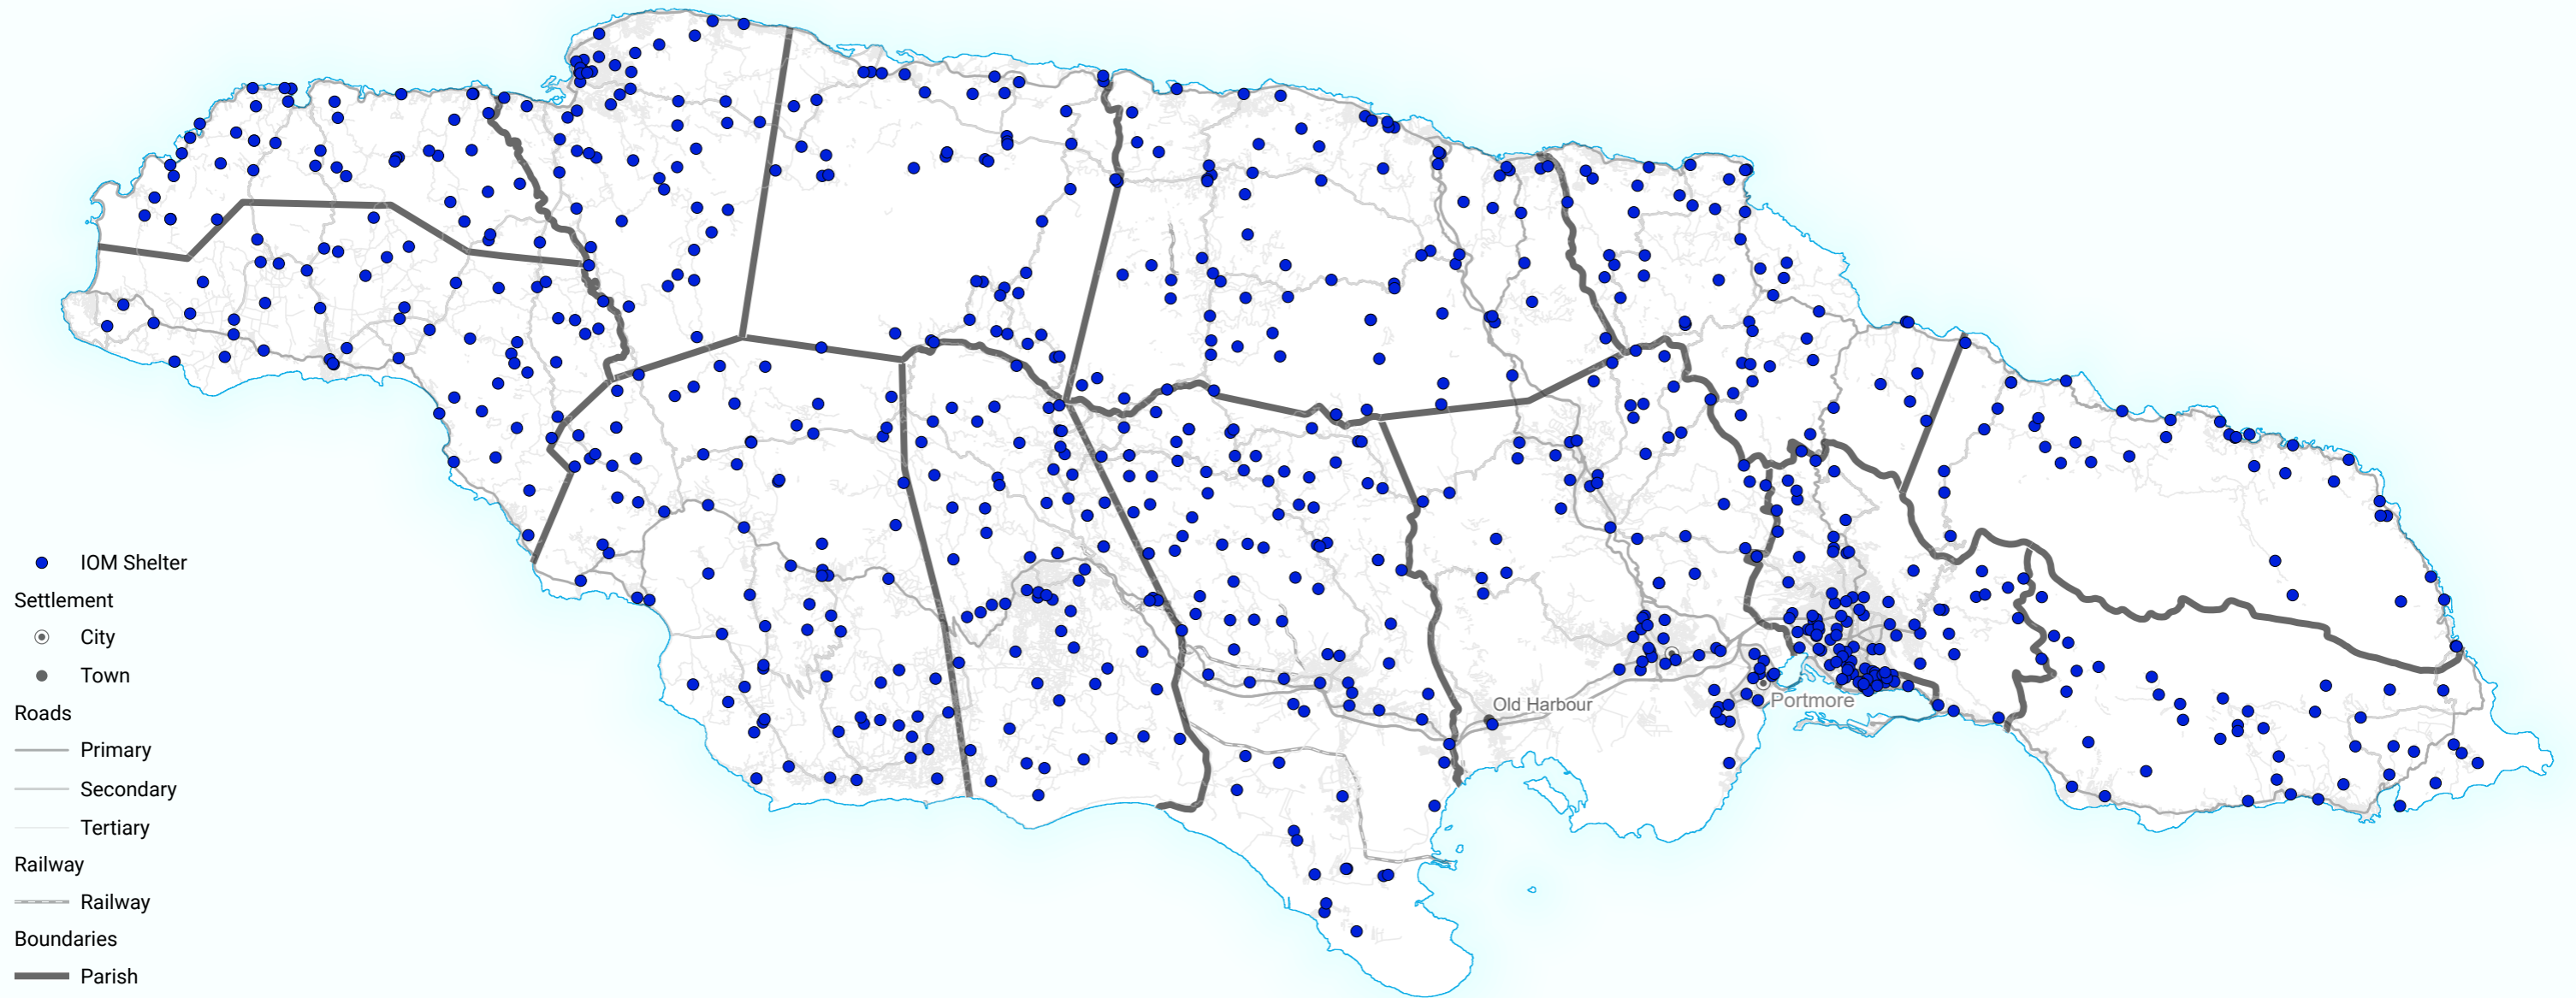 IOM Shelter
Settlement
City
Town
Roads
Primary
Secondary
Tertiary
Railway
Railway
Boundaries
Parish
Old Harbour
Portmore